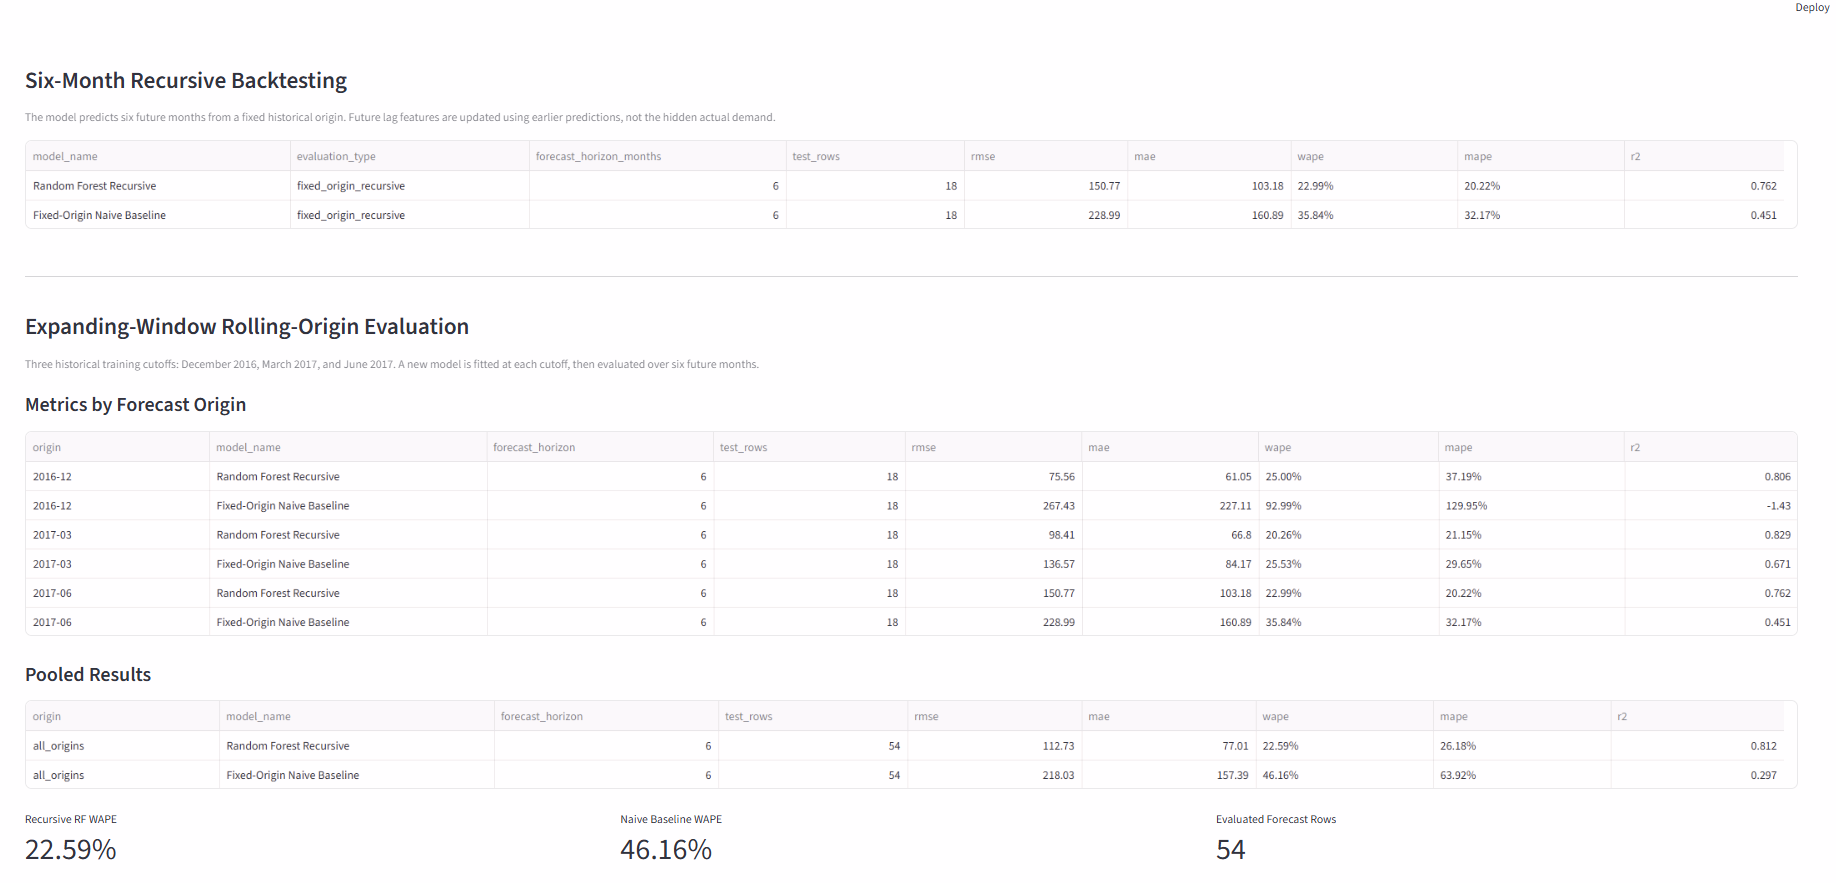 Deploy
Six-Month Recursive Backtesting
The model predicts six future months from a fixed historical origin. Future lag features are updated using earlier predictions, not the hidden actual demand.
model_name evaluation_type forecast_horizon_months test_rows rmse mae wape mape r2
Random Forest Recursive fixed_origin_recursive 6 18 150.77 103.18 22.99% 20.22% 0.762
Fixed-Origin Naive Baseline fixed_origin_recursive 6 18 228.99 160.89 35.84% 32.17% 0.451
Expanding-Window Rolling-Origin Evaluation
Three historical training cutoffs: December 2016, March 2017, and June 2017. A new model is fitted at each cutoff, then evaluated over six future months.
Metrics by Forecast Origin
origin model_name forecast_horizon test_rows rmse mae wape mape r2
2016-12 Random Forest Recursive 6 18 75.56 61.05 25.00% 37.19% 0.806
2016-12 Fixed-Origin Naive Baseline 6 18 267.43 227.11 92.99% 129.95% -1.43
2017-03 Random Forest Recursive 6 18 98.41 66.8 20.26% 21.15% 0.829
2017-03 Fixed-Origin Naive Baseline 6 18 136.57 84.17 25.53% 29.65% 0.671
2017-06 Random Forest Recursive 6 18 150.77 103.18 22.99% 20.22% 0.762
2017-06 Fixed-Origin Naive Baseline 6 18 228.99 160.89 35.84% 32.17% 0.451
Pooled Results
origin model_name forecast_horizon test_rows rmse mae wape mape r2
all_origins Random Forest Recursive 6 54 112.73 77.01 22.59% 26.18% 0.812
all_origins Fixed-Origin Naive Baseline 6 54 218.03 157.39 46.16% 63.92% 0.297
Recursive RF WAPE Naive Baseline WAPE Evaluated Forecast Rows
22.59% 46.16% 54